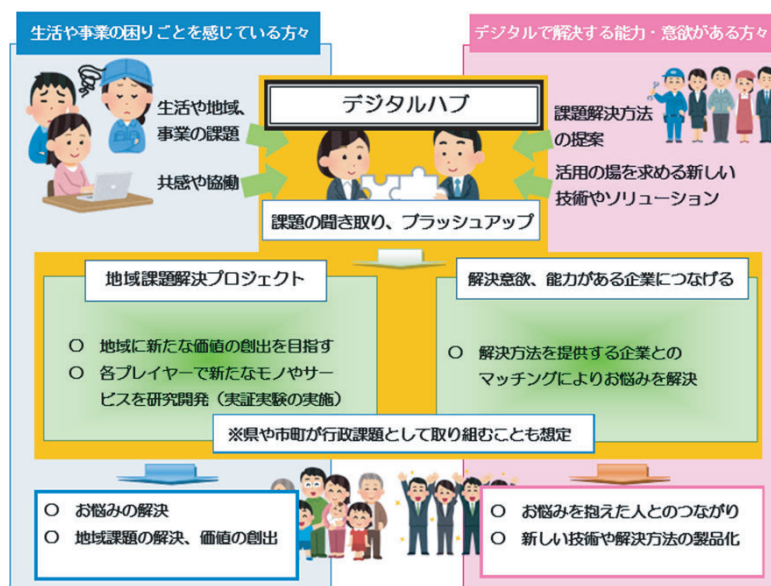 生活や事業の困りごとを感じている方々
デジタルで解決する能力・意欲がある方々
デジタルハブ
生活や地域、
事業の課題
共感や協働
課題解決方法
の提案
活用の場を求める新しい
技術やソリューション
課題の聞き取り、ブラッシュアップ
地域課題解決プロジェクト
○ 地域に新たな価値の創出を目指す
○ 各プレイヤーで新たなモノやサー
ビスを研究開発（実証実験の実施）
解決意欲、能力がある企業につなげる
○ 解決方法を提供する企業との
マッチングによりお悩みを解決
※県や市町が行政課題として取り組むことも想定
○ お悩みの解決
○ 地域課題の解決、価値の創出
○ お悩みを抱えた人とのつながり
○ 新しい技術や解決方法の製品化